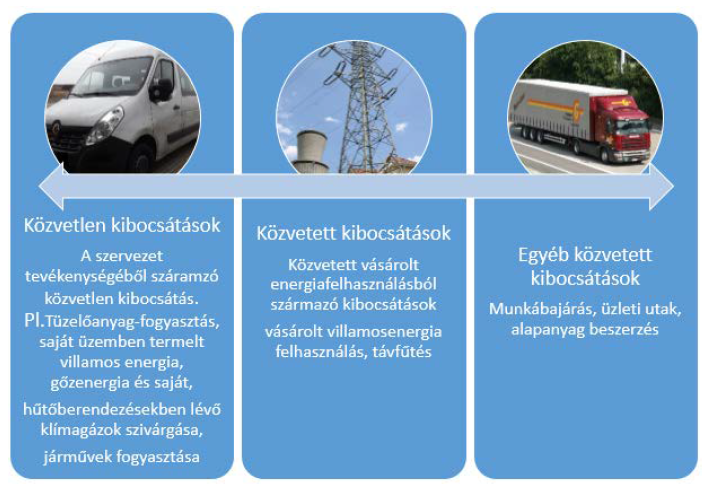 Közvetlen kibocsátások
A szervezet
tevékenységéből száramzó
közvetlen kibocsátás.
Pl.Tüzelőanyag-fogyasztás,
saját üzemben termelt
villamos energia,
gőzenergia és saját,
hűtőberendezésekben lévő
klímagázok szivárgása,
járművek fogyasztása
Közvetett kibocsátások
Közvetett vásárolt
energiafelhasználásból
származó kibocsátások
vásárolt villamosenergia
felhasználás, távfűtés
Egyéb közvetett
kibocsátások
Munkábajárás, üzleti utak,
alapanyag beszerzés